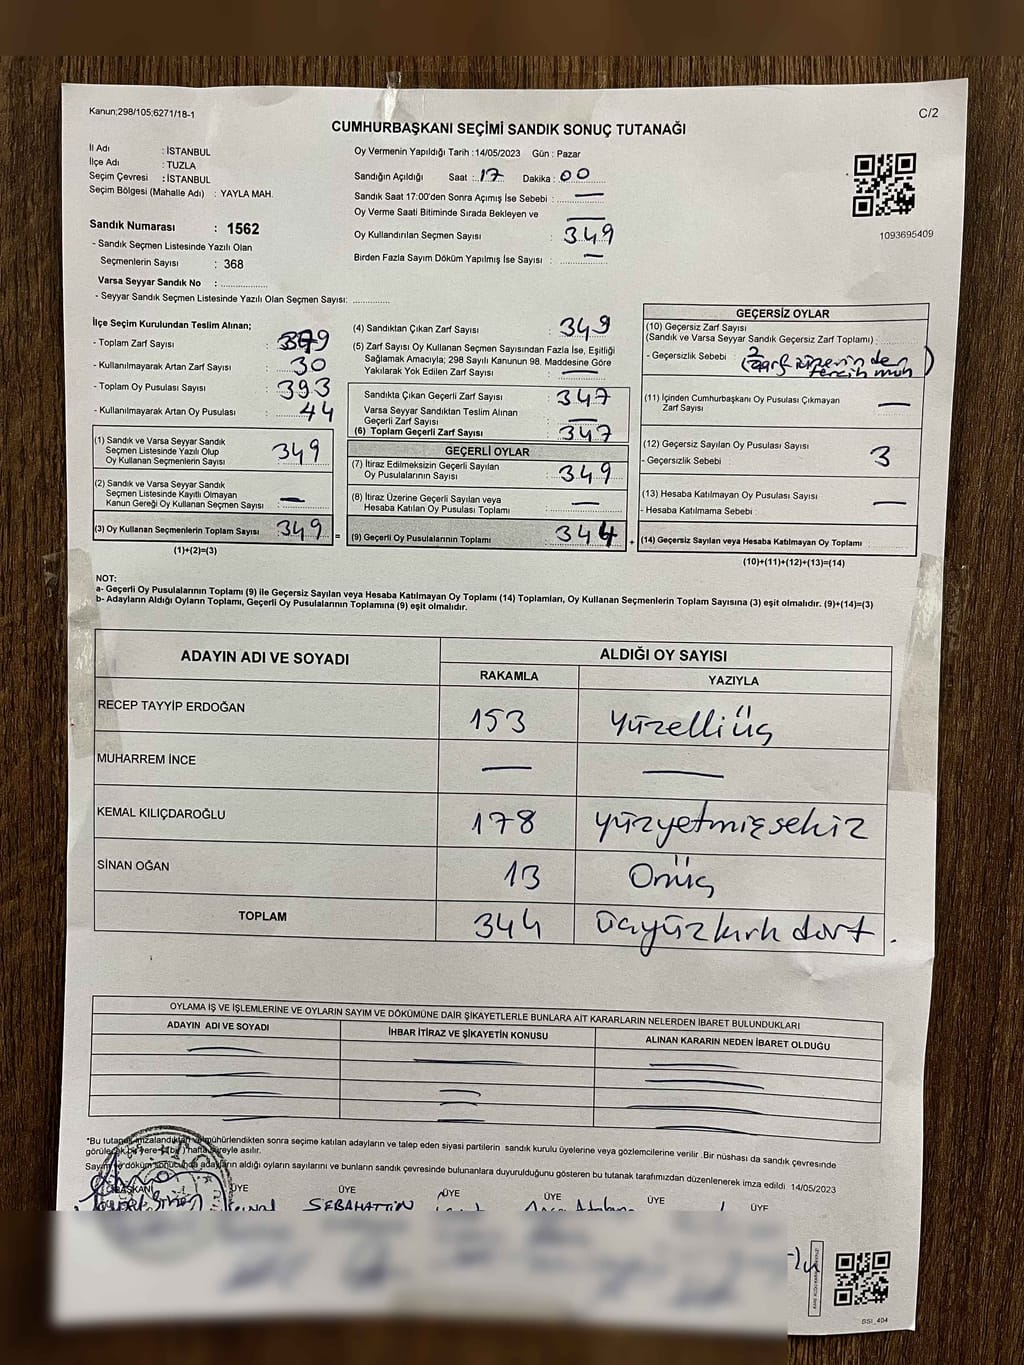 Kanun;298/105;6271/18-1
C/2
CUMHURBAŞKANI SEÇİMİ SANDIK SONUÇ TUTANAĞI
İl Adı : İSTANBUL
İlçe Adı : TUZLA
Seçim Çevresi : İSTANBUL
Seçim Bölgesi (Mahalle Adı) : YAYLA MAH.
Sandık Numarası : 1562
- Sandık Seçmen Listesinde Yazılı Olan
Seçmenlerin Sayısı : 368
Varsa Seyyar Sandık No :
- Seyyar Sandık Seçmen Listesinde Yazılı Olan Seçmen Sayısı:
Oy Vermenin Yapıldığı Tarih : 14/05/2023 Gün : Pazar
Sandığın Açıldığı Saat : 17 Dakika : 00
Sandık Saat 17:00'den Sonra Açımış İse Sebebi : —
Oy Verme Saati Bitiminde Sırada Bekleyen ve —
Oy Kullandırılan Seçmen Sayısı : 349
Birden Fazla Sayım Döküm Yapılmış İse Sayısı : —
1093695409
İlçe Seçim Kurulundan Teslim Alınan;
- Toplam Zarf Sayısı :
- Kullanılmayarak Artan Zarf Sayısı : 30
- Toplam Oy Pusulası Sayısı : 393
- Kullanılmayarak Artan Oy Pusulası : 44
(1) Sandık ve Varsa Seyyar Sandık
Seçmen Listesinde Yazılı Olup
Oy Kullanan Seçmenlerin Sayısı 349
(2) Sandık ve Varsa Seyyar Sandık
Seçmen Listesinde Kayıtlı Olmayan
Kanun Gereği Oy Kullanan Seçmen Sayısı : —
(3) Oy Kullanan Seçmenlerin Toplam Sayısı : 349 =
(1)+(2)=(3)
(4) Sandıktan Çıkan Zarf Sayısı : 349
(5) Zarf Sayısı Oy Kullanan Seçmen Sayısından Fazla İse, Eşitliği
Sağlamak Amacıyla; 298 Sayılı Kanunun 98. Maddesine Göre
Yakılarak Yok Edilen Zarf Sayısı : —
Sandıkta Çıkan Geçerli Zarf Sayısı : 347
Varsa Seyyar Sandıktan Teslim Alınan
Geçerli Zarf Sayısı : —
(6) Toplam Geçerli Zarf Sayısı : 347
GEÇERLİ OYLAR
(7) İtiraz Edilmeksizin Geçerli Sayılan
Oy Pusulalarının Sayısı : 349
(8) İtiraz Üzerine Geçerli Sayılan veya
Hesaba Katılan Oy Pusulası Toplamı : —
(9) Geçerli Oy Pusulalarının Toplamı : 344 +
GEÇERSİZ OYLAR
(10) Geçersiz Zarf Sayısı
(Sandık ve Varsa Seyyar Sandık Geçersiz Zarf Toplamı) :
- Geçersizlik Sebebi : 2
(zarf üzerinden
tercih müh)
(11) İçinden Cumhurbaşkanı Oy Pusulası Çıkmayan
Zarf Sayısı —
(12) Geçersiz Sayılan Oy Pusulası Sayısı
- Geçersizlik Sebebi : 3
(13) Hesaba Katılmayan Oy Pusulası Sayısı —
- Hesaba Katılmama Sebebi :
(14) Geçersiz Sayılan veya Hesaba Katılmayan Oy Toplamı
(10)+(11)+(12)+(13)=(14)
NOT:
a- Geçerli Oy Pusulalarının Toplamı (9) ile Geçersiz Sayılan veya Hesaba Katılmayan Oy Toplamı (14) Toplamları, Oy Kullanan Seçmenlerin Toplam Sayısına (3) eşit olmalıdır. (9)+(14)=(3)
b- Adayların Aldığı Oyların Toplamı, Geçerli Oy Pusulalarının Toplamına (9) eşit olmalıdır.
ADAYIN ADI VE SOYADI ALDIĞI OY SAYISI
RAKAMLA YAZIYLA
RECEP TAYYİP ERDOĞAN 153 yüzelliüç
MUHARREM İNCE — —
KEMAL KILIÇDAROĞLU 178 yüzyetmişsekiz
SİNAN OĞAN 13 Onüç
TOPLAM 344 Üçyüzkırkdört.
OYLAMA İŞ VE İŞLEMLERİNE VE OYLARIN SAYIM VE DÖKÜMÜNE DAİR ŞİKAYETLERLE BUNLARA AİT KARARLARIN NELERDEN İBARET BULUNDUKLARI
ADAYIN ADI VE SOYADI İHBAR İTİRAZ VE ŞİKAYETİN KONUSU ALINAN KARARIN NEDEN İBARET OLDUĞU
*Bu tutanak imzalandıktan ve mühürlendikten sonra seçime katılan adayların ve talep eden siyasi partilerin sandık kurulu üyelerine veya gözlemcilerine verilir .Bir nüshası da sandık çevresinde
görülecek bir yere 1 (bir) hafta süreyle asılır.
Sayım ve döküm sonucunda adayların aldığı oyların sayılarını ve bunların sandık çevresinde bulunanlara duyurulduğunu gösteren bu tutanak tarafımızdan düzenlenerek imza edildi 14/05/2023
BAŞKAN ÜYE ÜYE ÜYE ÜYE ÜYE ÜYE
SEBAHATTİN
SSI_404